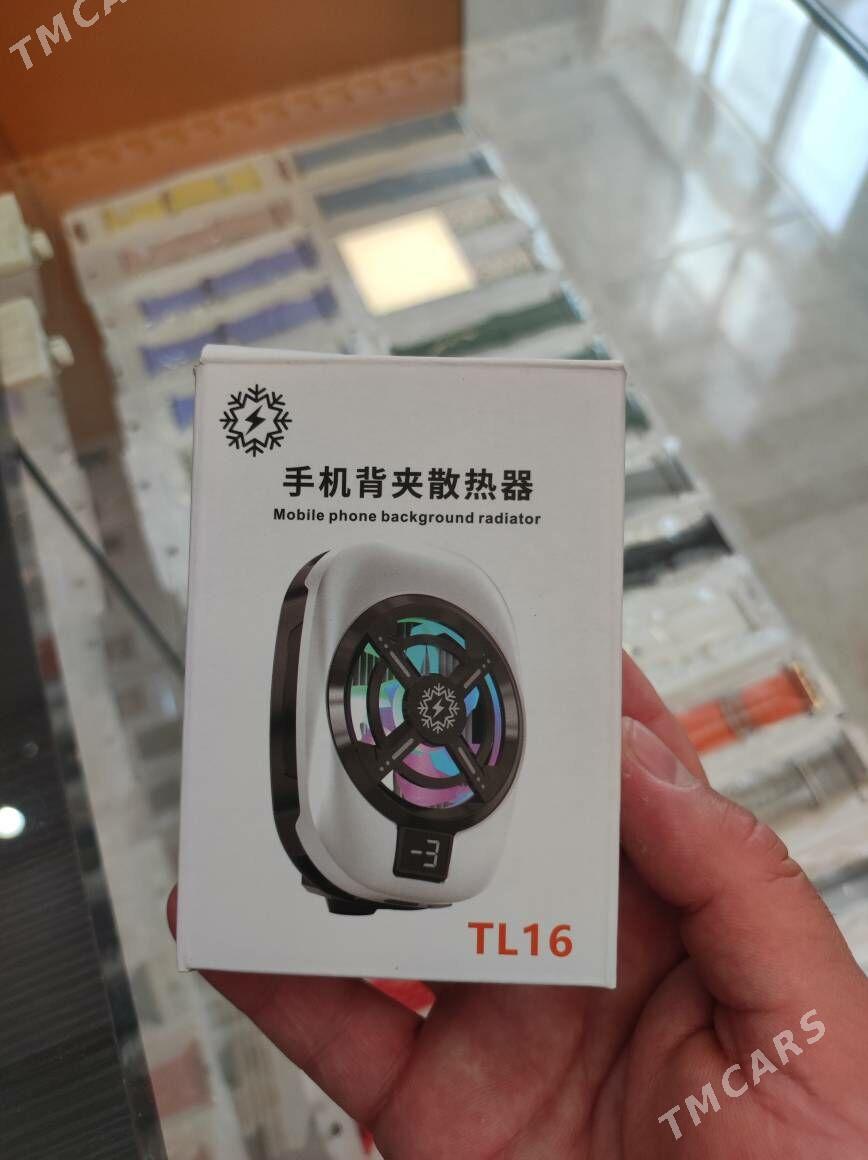 TMCARS
手机背夹散热器
Mobile phone background radiator
-3
TL16
TMCARS